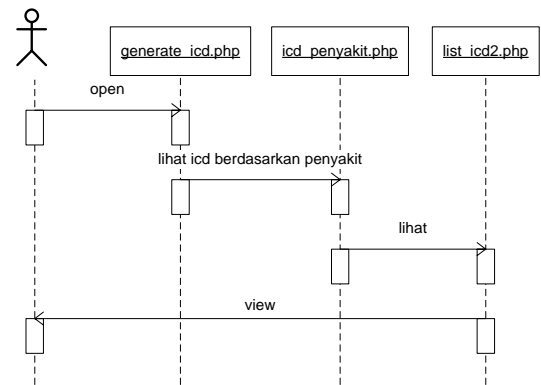 generate_icd.php
icd_penyakit.php
list_icd2.php
open
lihat icd berdasarkan penyakit
lihat
view